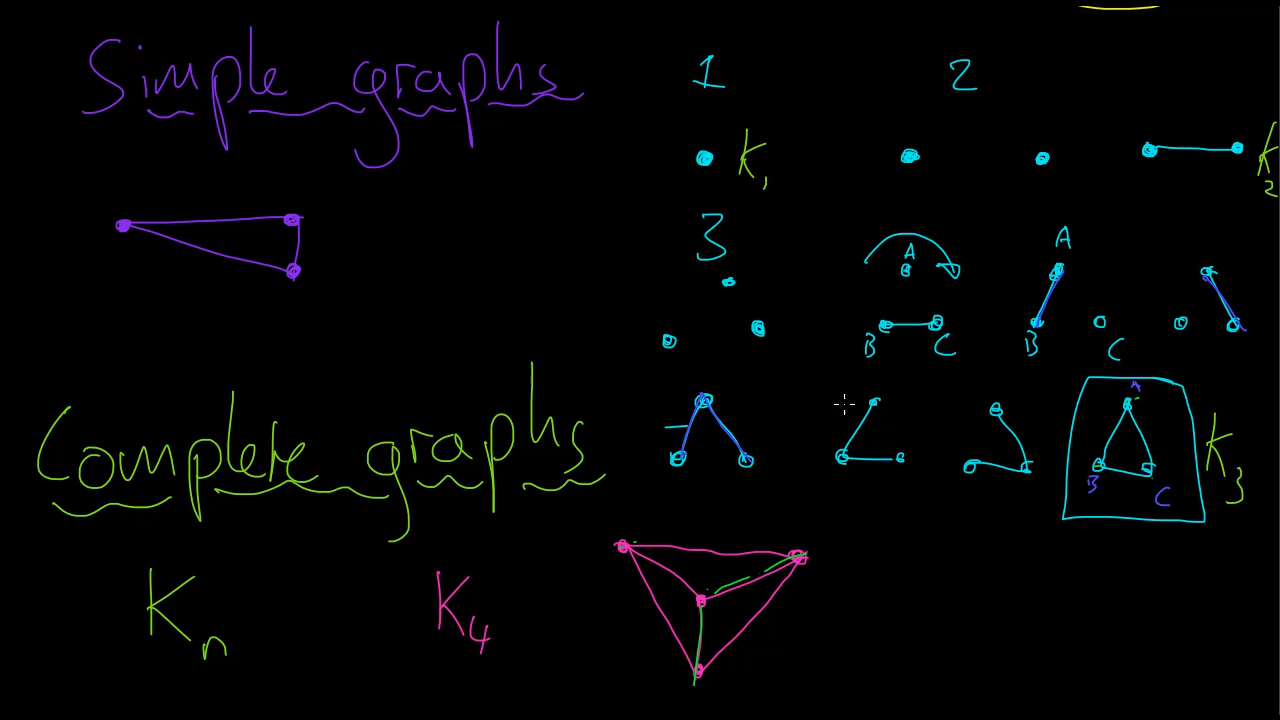 Simple graphs
1 2
K1 K2
3
A A
B C B C
Complete graphs
A
B C
K3
Kn K4